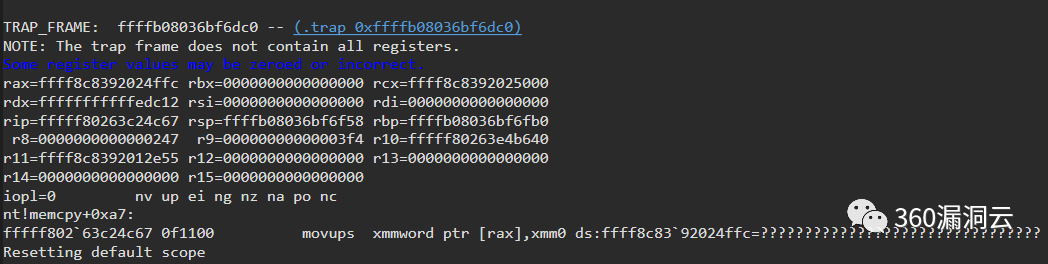 TRAP_FRAME:  ffffb08036bf6dc0 -- (.trap 0xffffb08036bf6dc0)
NOTE: The trap frame does not contain all registers.
Some register values may be zeroed or incorrect.
rax=ffff8c8392024ffc rbx=0000000000000000 rcx=ffff8c8392025000
rdx=fffffffffffedc12 rsi=0000000000000000 rdi=0000000000000000
rip=fffff80263c24c67 rsp=ffffb08036bf6f58 rbp=ffffb08036bf6fb0
 r8=0000000000000247  r9=00000000000003f4 r10=fffff80263e4b640
r11=ffff8c8392012e55 r12=0000000000000000 r13=0000000000000000
r14=0000000000000000 r15=0000000000000000
iopl=0         nv up ei ng nz na po nc
nt!memcpy+0xa7:
fffff802`63c24c67 0f1100          movups  xmmword ptr [rax],xmm0 ds:ffff8c83`92024ffc=????????????????????????????????
Resetting default scope
360漏洞云